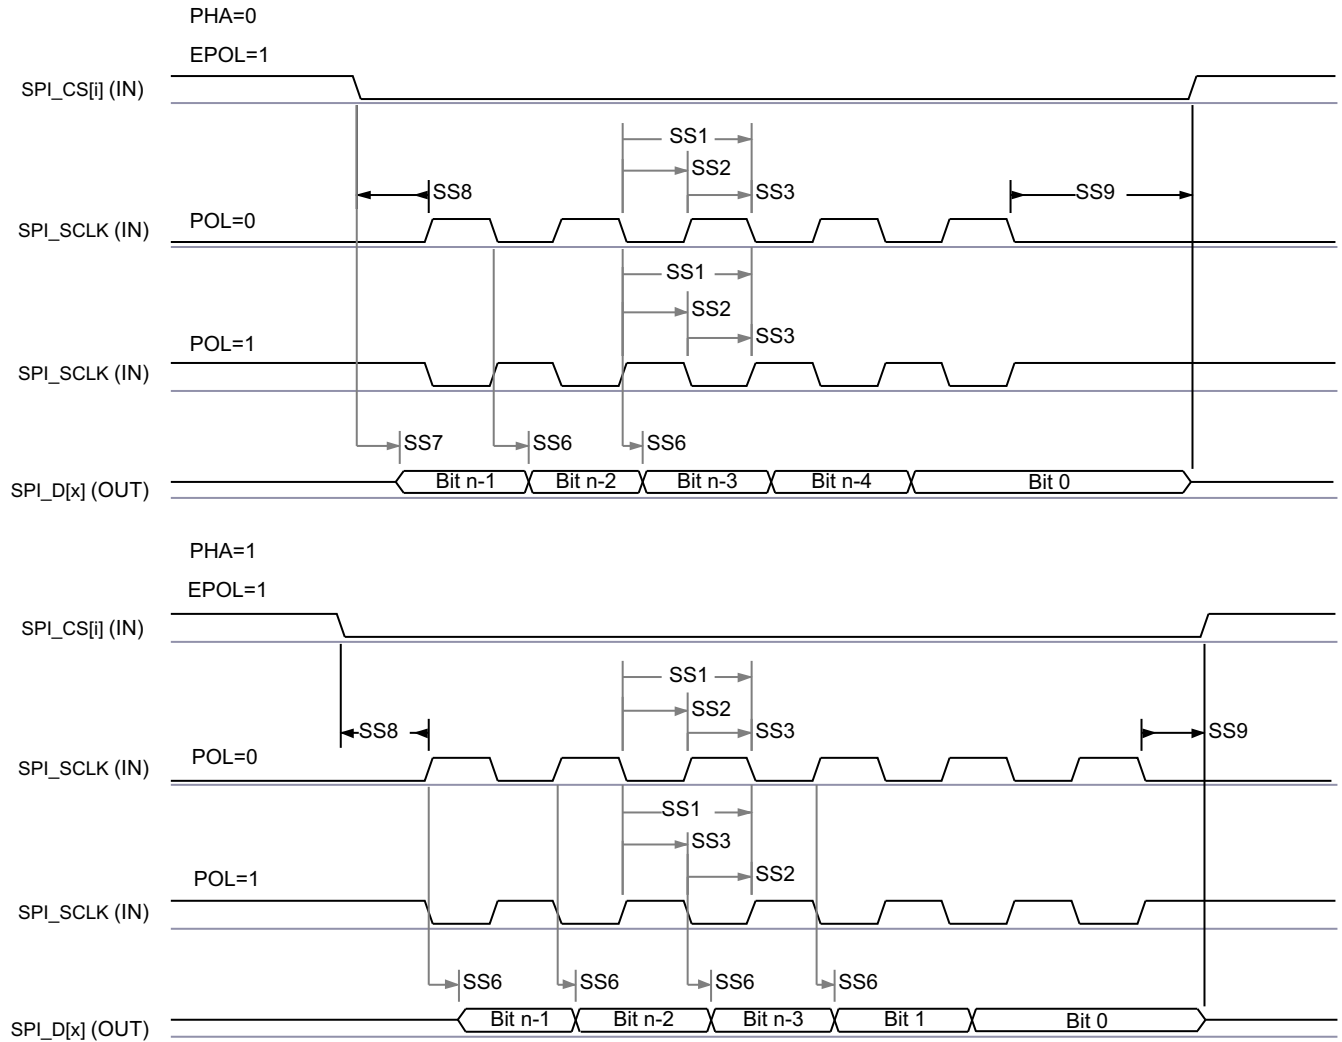 PHA=0
EPOL=1
SPI_CS[i] (IN)
SS1
SS2
SS8
SS3
SS9
POL=0
SPI_SCLK (IN)
SS1
SS2
SS3
POL=1
SPI_SCLK (IN)
SS7
SS6
SS6
SPI_D[x] (OUT)
Bit n-1
Bit n-2
Bit n-3
Bit n-4
Bit 0
PHA=1
EPOL=1
SPI_CS[i] (IN)
SS1
SS2
SS8
SS3
SS9
POL=0
SPI_SCLK (IN)
SS1
SS3
SS2
POL=1
SPI_SCLK (IN)
SS6
SS6
SS6
SS6
SPI_D[x] (OUT)
Bit n-1
Bit n-2
Bit n-3
Bit 1
Bit 0